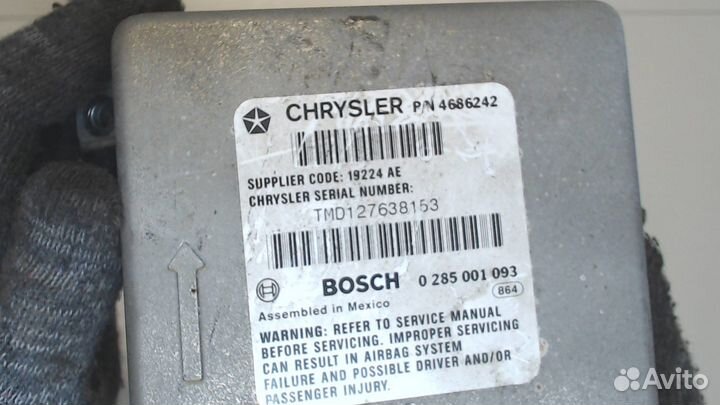 CHRYSLER P/N 4686242
SUPPLIER CODE: 19224 AE
CHRYSLER SERIAL NUMBER:
TMD127638153
BOSCH 0 285 001 093
864
Assembled in Mexico
WARNING: REFER TO SERVICE MANUAL
BEFORE SERVICING. IMPROPER SERVICING
CAN RESULT IN AIRBAG SYSTEM
FAILURE AND POSSIBLE DRIVER AND/OR
PASSENGER INJURY.
Avito